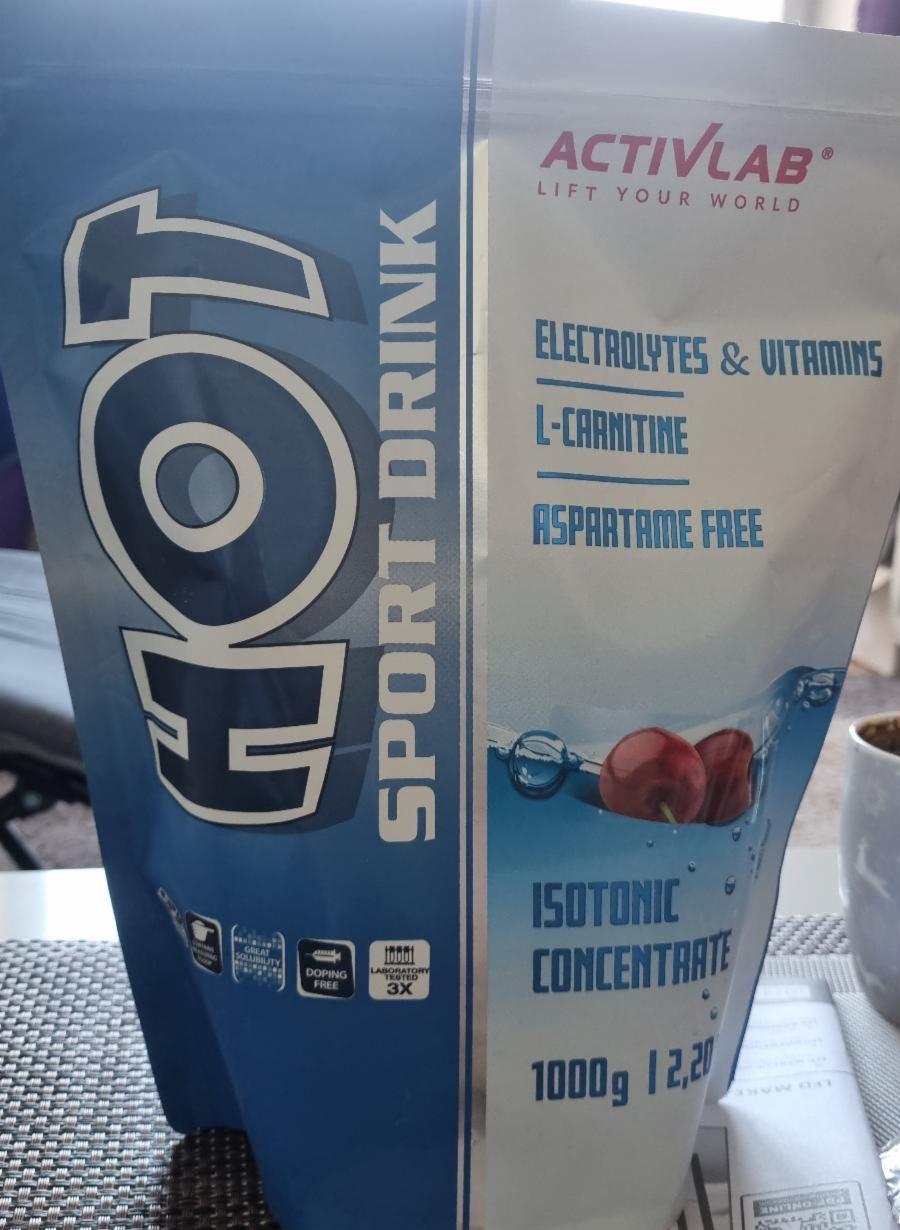 HOT
SPORT DRINK
ACTIVLAB®
LIFT YOUR WORLD
ELECTROLYTES & VITAMINS
L-CARNITINE
ASPARTAME FREE
ISOTONIC
CONCENTRATE
1000g | 2,20
GREAT
SOLUBILITY
DOPING
FREE
LABORATORY
TESTED
3X